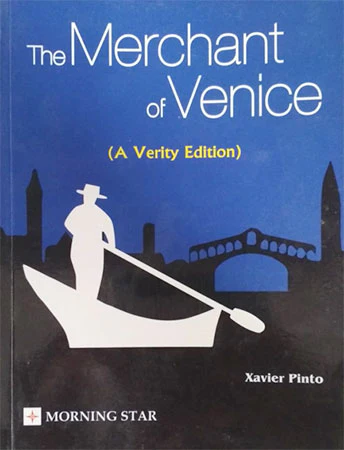 The Merchant
of Venice
(A Verity Edition)
Xavier Pinto
MORNING STAR